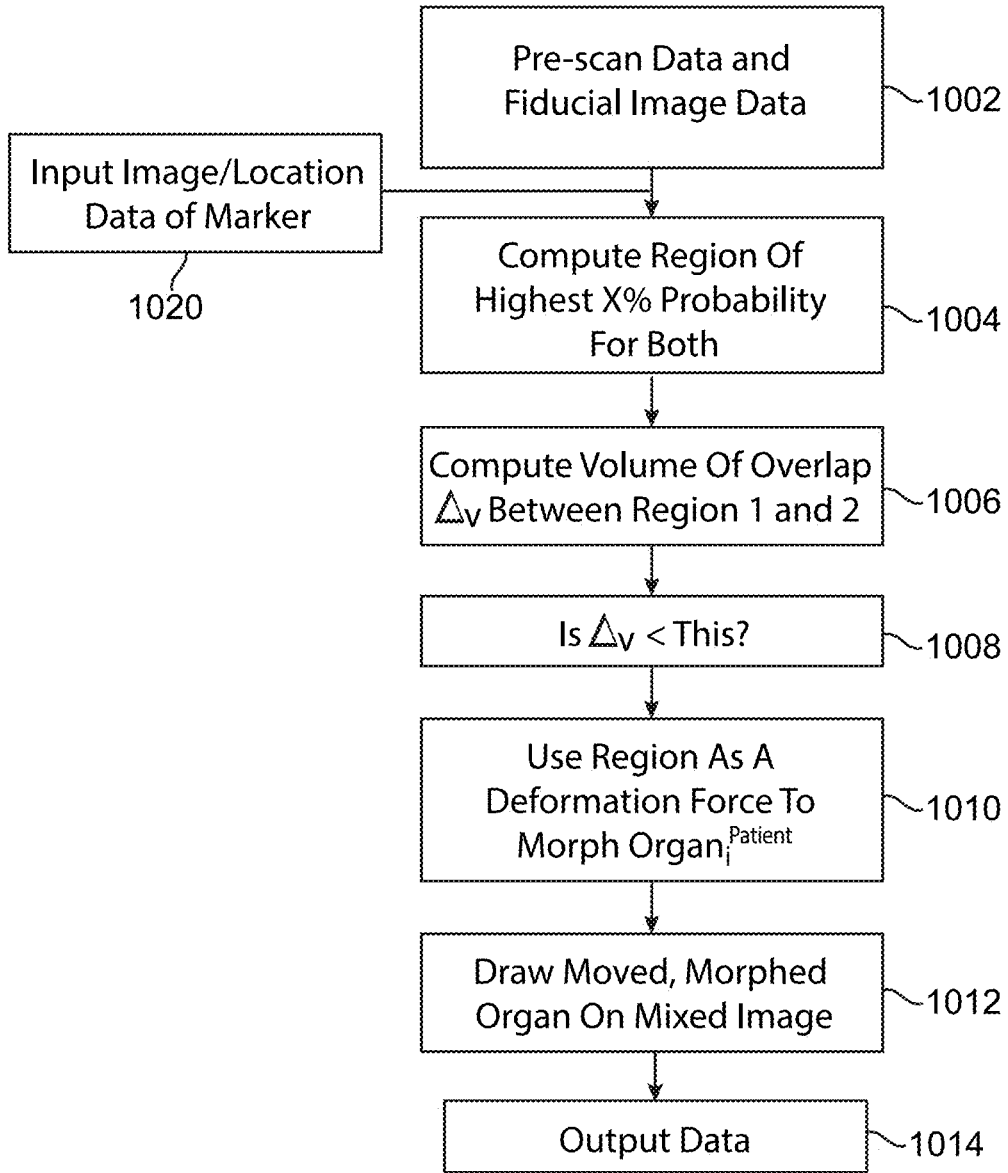 Pre-scan Data and
Fiducial Image Data
1002
Input Image/Location
Data of Marker
1020
Compute Region Of
Highest X% Probability
For Both
1004
Compute Volume Of Overlap
Δv Between Region 1 and 2
1006
Is Δv < This?
1008
Use Region As A
Deformation Force To
Morph Organ_i^Patient
1010
Draw Moved, Morphed
Organ On Mixed Image
1012
Output Data
1014